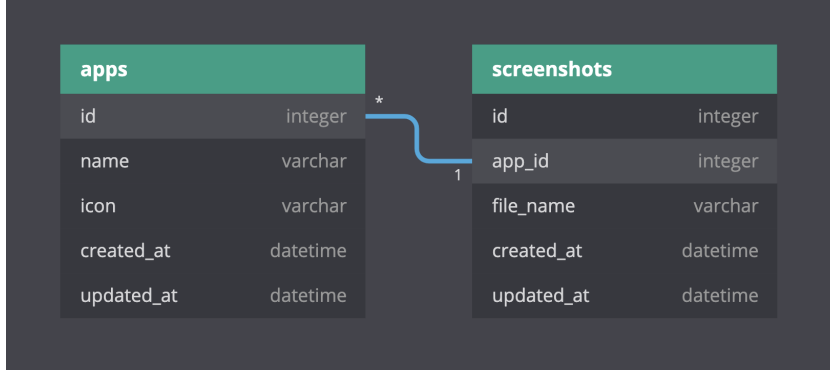 apps
id integer
name varchar
icon varchar
created_at datetime
updated_at datetime
*
1
screenshots
id integer
app_id integer
file_name varchar
created_at datetime
updated_at datetime